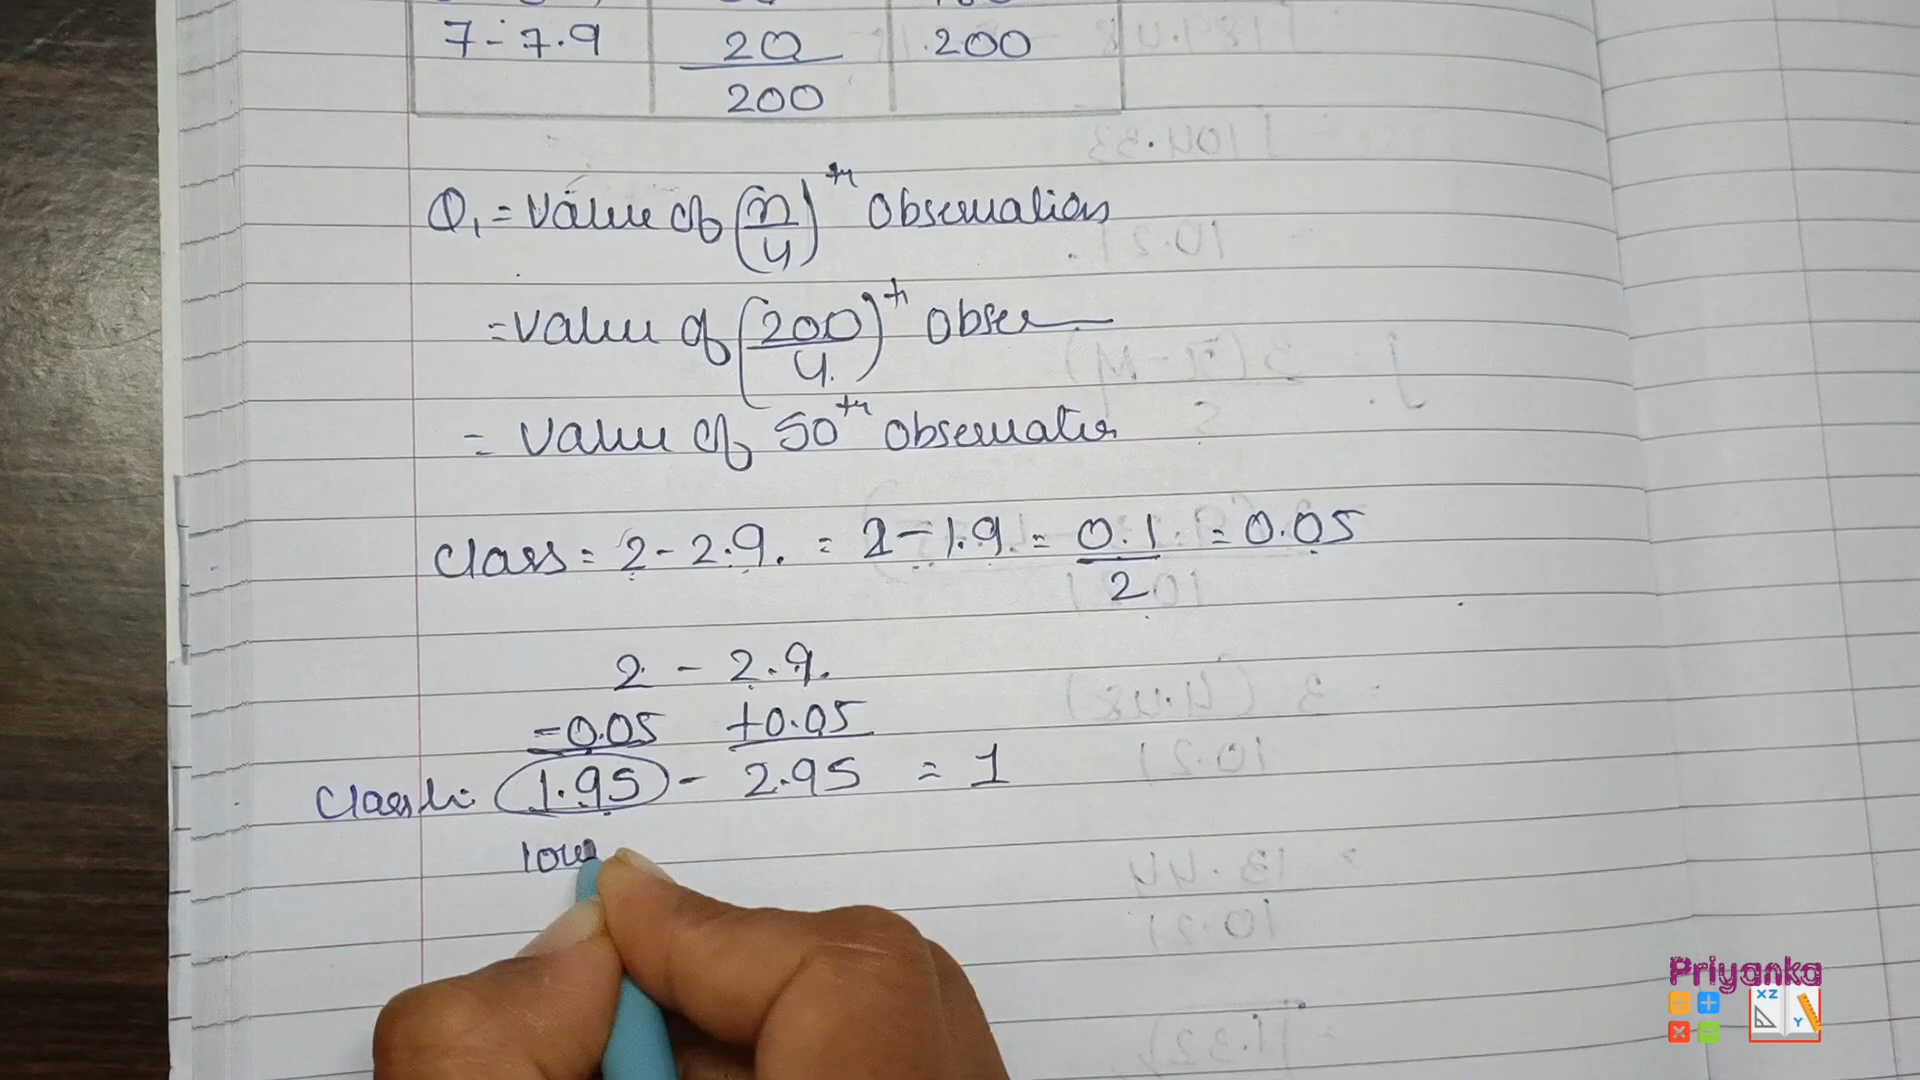 7 - 7.9 20 200
200
Q1 = Value of (n/4)th Observation
= Value of (200/4)th Obser
= Value of 50th Observation
Class = 2 - 2.9. = 2 - 1.9 = 0.1/2 = 0.05
2 - 2.9.
-0.05 +0.05
1.95 - 2.95 = 1
low
Priyanka
XZ
Y